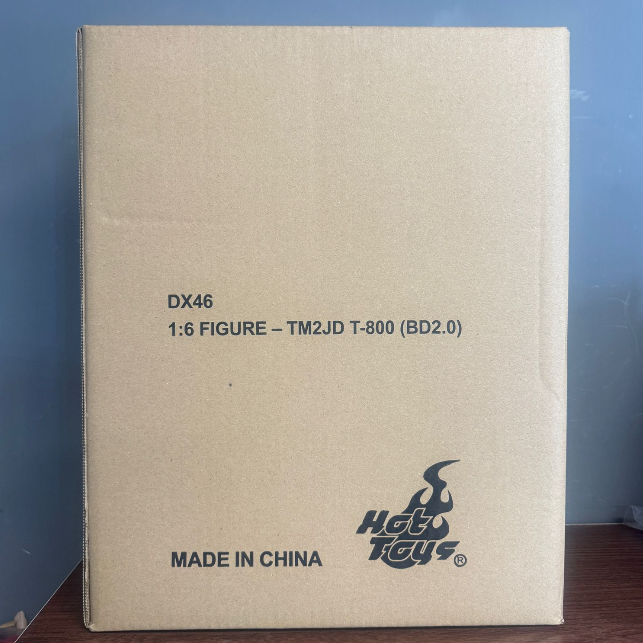 DX46
1:6 FIGURE – TM2JD T-800 (BD2.0)
MADE IN CHINA
Hot
Toys®